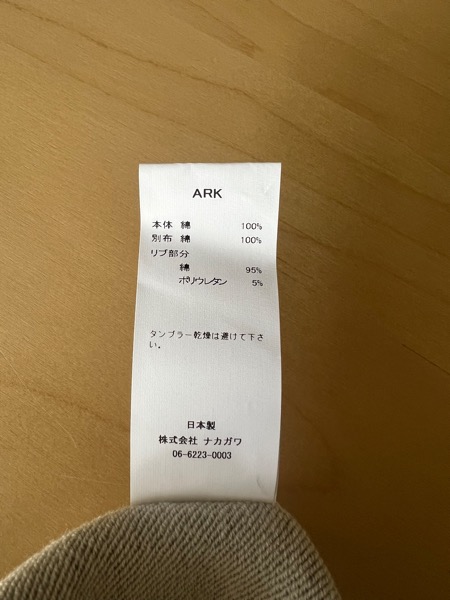 ARK
本体 綿 100%
別布 綿 100%
リブ部分
綿 95%
ポリウレタン 5%
タンブラー乾燥は避けて下さ
い。
日本製
株式会社 ナカガワ
06-6223-0003